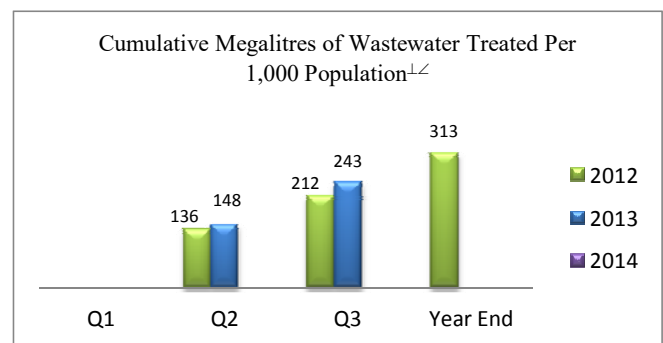 Cumulative Megalitres of Wastewater Treated Per
1,000 Population⊥∠
313
243
212
148
136
2012
2013
2014
Q1 Q2 Q3 Year End